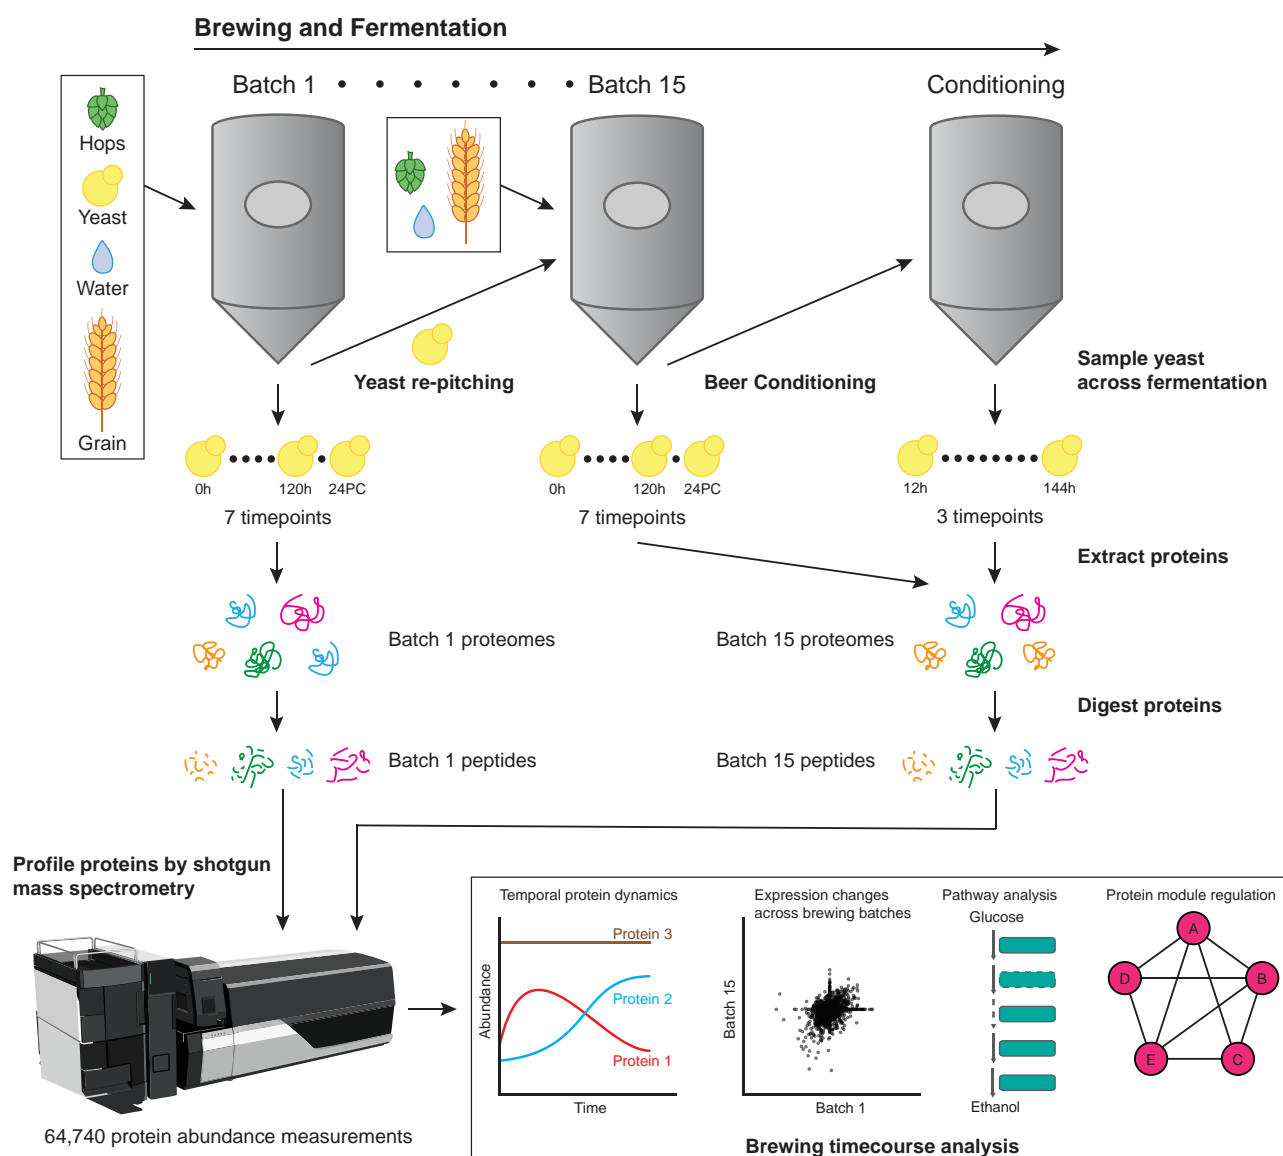 Brewing and Fermentation
Batch 1
Batch 15
Conditioning
Hops
Yeast
Water
Grain
Yeast re-pitching
Beer Conditioning
Sample yeast
across fermentation
0h
120h
24PC
7 timepoints
0h
120h
24PC
7 timepoints
12h
144h
3 timepoints
Extract proteins
Batch 1 proteomes
Batch 15 proteomes
Digest proteins
Batch 1 peptides
Batch 15 peptides
Profile proteins by shotgun
mass spectrometry
64,740 protein abundance measurements
Temporal protein dynamics
Abundance
Protein 3
Protein 2
Protein 1
Time
Expression changes
across brewing batches
Batch 15
Batch 1
Pathway analysis
Glucose
Ethanol
Protein module regulation
A
D
B
E
C
Brewing timecourse analysis